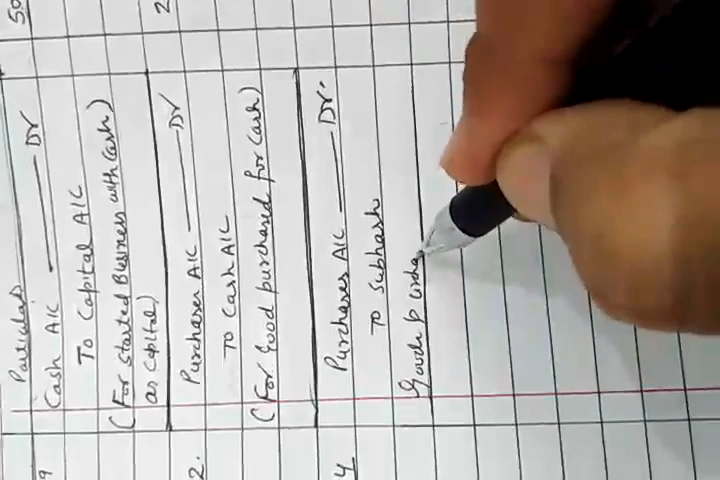 50
Particulars
9
Cash A/C — Dr
To Capital A/C
(For started Business with Cash
as capital)
2
2.
Purchases A/C — Dr
To Cash A/C
(For Good purchased for Cash)
4
Purchases A/C — Dr.
To Subhash
Goods p